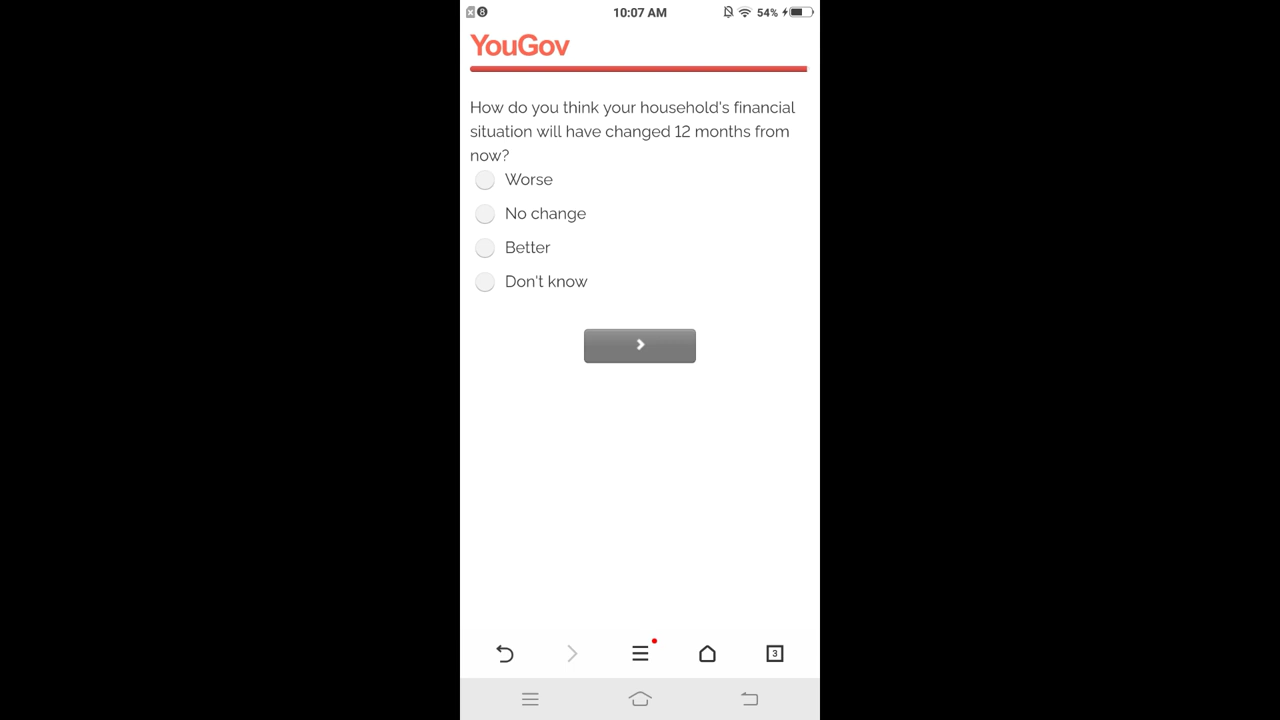 8
10:07 AM
54%
YouGov
How do you think your household's financial
situation will have changed 12 months from
now?
Worse
No change
Better
Don't know
3